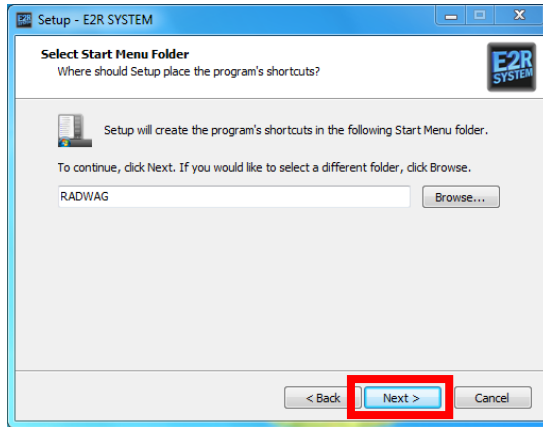 Setup - E2R SYSTEM
Select Start Menu Folder
Where should Setup place the program's shortcuts?
E2R
SYSTEM
Setup will create the program's shortcuts in the following Start Menu folder.
To continue, click Next. If you would like to select a different folder, click Browse.
RADWAG
Browse...
< Back
Next >
Cancel